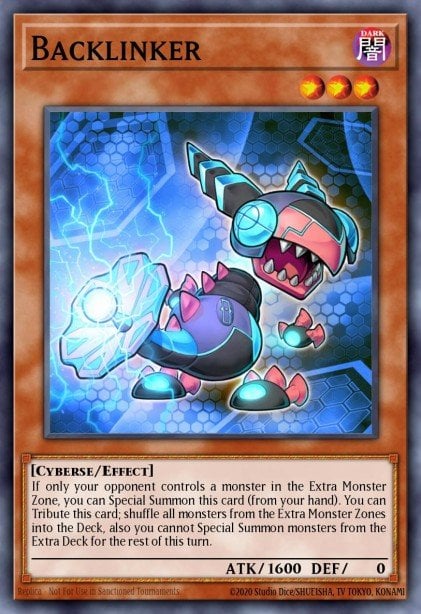 BACKLINKER
DARK
闇
[CYBERSE/EFFECT]
If only your opponent controls a monster in the Extra Monster
Zone, you can Special Summon this card (from your hand). You can
Tribute this card; shuffle all monsters from the Extra Monster Zones
into the Deck, also you cannot Special Summon monsters from the
Extra Deck for the rest of this turn.
ATK/1600 DEF/ 0
Replica - Not For Use in Sanctioned Tournaments
©2020 Studio Dice/SHUEISHA, TV TOKYO, KONAMI